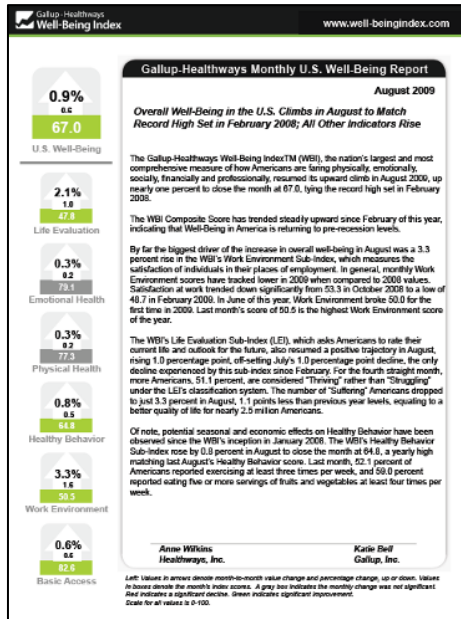 Gallup·Healthways
Well-Being Index
www.well-beingindex.com
0.9%
0.6
67.0
U.S. Well-Being
2.1%
1.0
47.8
Life Evaluation
0.3%
0.2
79.1
Emotional Health
0.3%
0.2
77.3
Physical Health
0.8%
0.5
64.8
Healthy Behavior
3.3%
1.6
50.5
Work Environment
0.6%
0.5
82.6
Basic Access
Gallup-Healthways Monthly U.S. Well-Being Report
August 2009
Overall Well-Being in the U.S. Climbs in August to Match
Record High Set in February 2008; All Other Indicators Rise
The Gallup-Healthways Well-Being IndexTM (WBI), the nation's largest and most
comprehensive measure of how Americans are faring physically, emotionally,
socially, financially and professionally, resumed its upward climb in August 2009, up
nearly one percent to close the month at 67.0, tying the record high set in February
2008.
The WBI Composite Score has trended steadily upward since February of this year,
indicating that Well-Being in America is returning to pre-recession levels.
By far the biggest driver of the increase in overall well-being in August was a 3.3
percent rise in the WBI's Work Environment Sub-Index, which measures the
satisfaction of individuals in their places of employment. In general, monthly Work
Environment scores have tracked lower in 2009 when compared to 2008 values.
Satisfaction at work trended down significantly from 53.3 in October 2008 to a low of
48.7 in February 2009. In June of this year, Work Environment broke 50.0 for the
first time in 2009. Last month's score of 50.5 is the highest Work Environment score
of the year.
The WBI's Life Evaluation Sub-Index (LEI), which asks Americans to rate their
current life and outlook for the future, also resumed a positive trajectory in August,
rising 1.0 percentage point, off-setting July's 1.0 percentage point decline, the only
decline experienced by this sub-index since February. For the fourth straight month,
more Americans, 51.1 percent, are considered "Thriving" rather than "Struggling"
under the LEI's classification system. The number of "Suffering" Americans dropped
to just 3.3 percent in August, 1.1 points less than previous year levels, equating to a
better quality of life for nearly 2.5 million Americans.
Of note, potential seasonal and economic effects on Healthy Behavior have been
observed since the WBI's inception in January 2008. The WBI's Healthy Behavior
Sub-Index rose by 0.8 percent in August to close the month at 64.8, a yearly high
matching last August's Healthy Behavior score. Last month, 52.1 percent of
Americans reported exercising at least three times per week, and 59.0 percent
reported eating five or more servings of fruits and vegetables at least four times per
week.
Anne Wilkins
Healthways, Inc.
Katie Bell
Gallup, Inc.
Left: Values in arrows denote month-to-month value change and percentage change, up or down. Values
in boxes denote the month's index scores. A gray box indicates the monthly change was not significant.
Red indicates a significant decline. Green indicates significant improvement.
Scale for all values is 0-100.